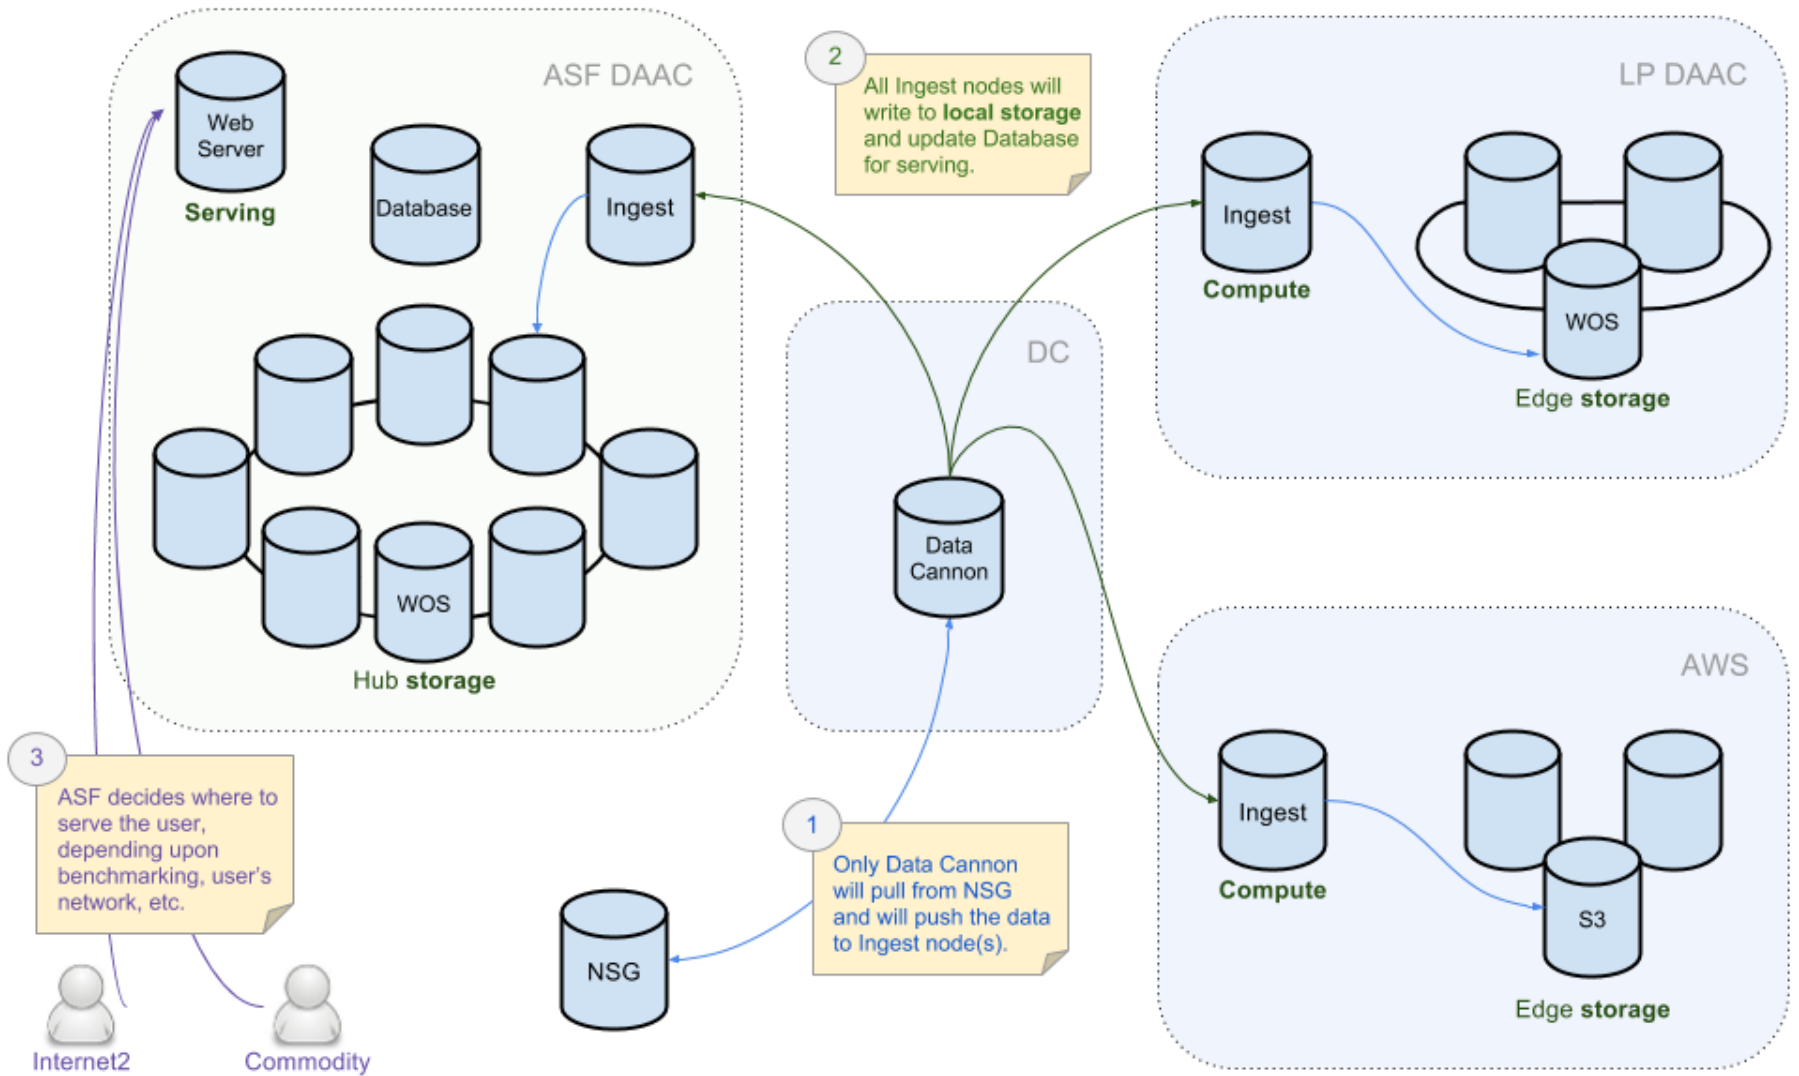 ASF DAAC
Web
Server
Serving
Database
Ingest
WOS
Hub storage
2
All Ingest nodes will
write to local storage
and update Database
for serving.
LP DAAC
Ingest
Compute
WOS
Edge storage
DC
Data
Cannon
AWS
Ingest
Compute
S3
Edge storage
3
ASF decides where to
serve the user,
depending upon
benchmarking, user's
network, etc.
1
Only Data Cannon
will pull from NSG
and will push the data
to Ingest node(s).
NSG
Internet2
Commodity